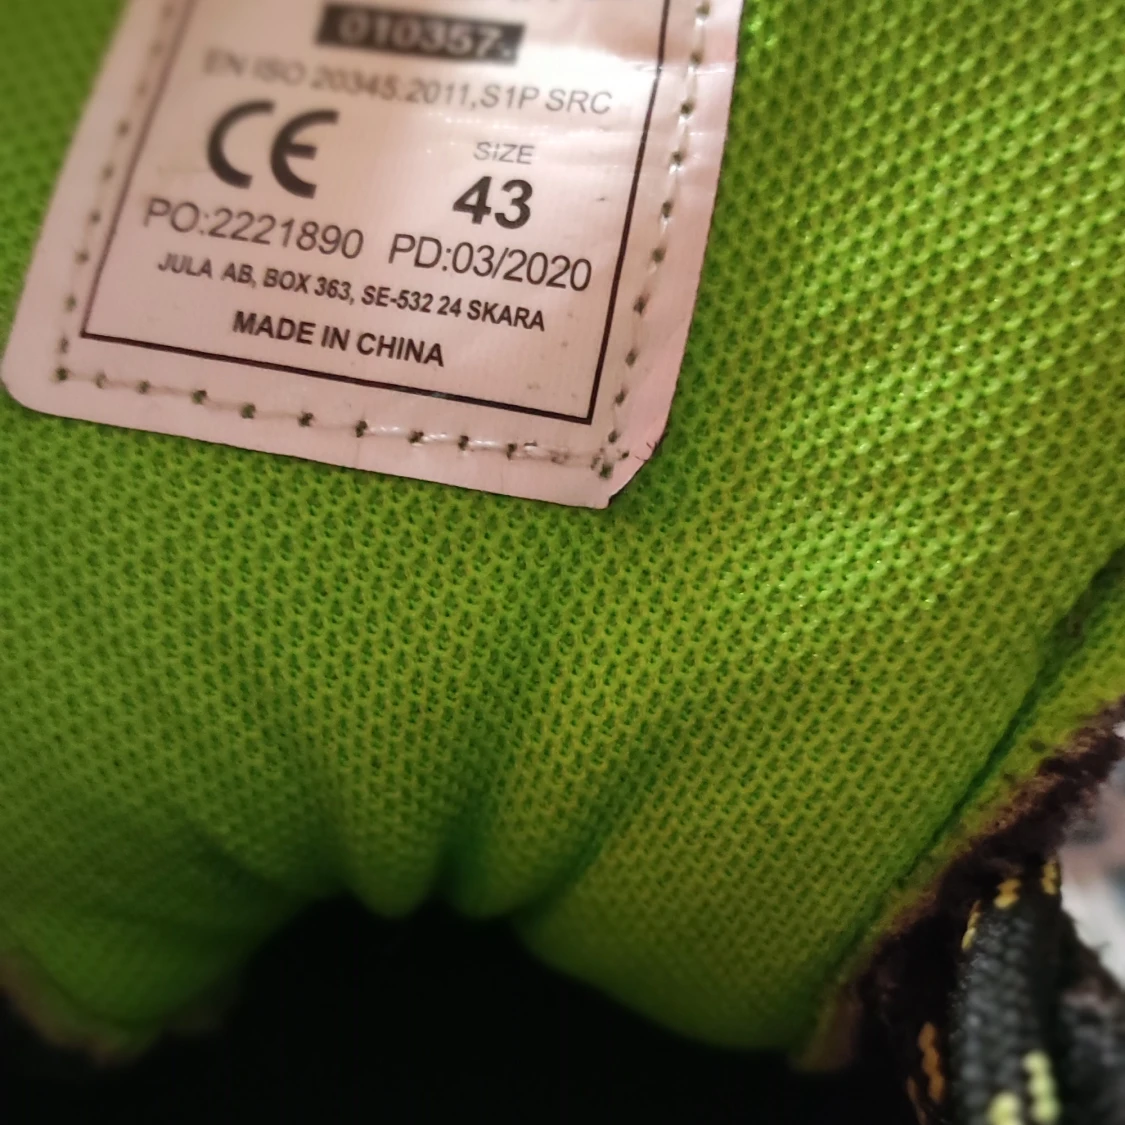 010357.
EN ISO 20345.2011,S1P SRC
CE
SIZE
43
PO:2221890 PD:03/2020
JULA AB, BOX 363, SE-532 24 SKARA
MADE IN CHINA